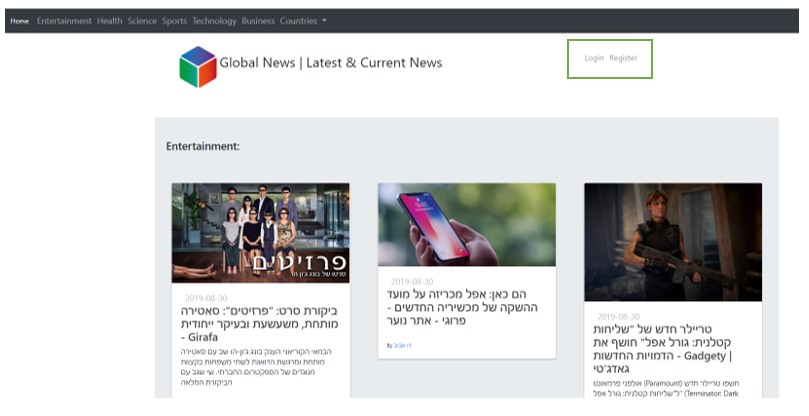 Home Entertainment Health Science Sports Technology Business Countries
Global News | Latest & Current News
Login Register
Entertainment:
פרזיטים
סרטו של בונג ג'ון הו
2019-08-30
ביקורת סרט: "פרזיטים": סאטירה
מותחת, משעשעת ובעיקר ייחודית
- Girafa
הבמאי הקוריאני הענק בונג ג'ון-הו שב עם סאטירה
מותחת ומרגשת הדואגת לשתי משפחות בקצוות
מנוגדים של הספקטרום החברתי. שי שגב עם
הביקורת המלאה
2019-08-30
הם כאן: אפל מכריזה על מועד
ההשקה של מכשיריה החדשים -
פרוגי - אתר נוער
By זיו אביב
2019-08-30
טריילר חדש של "שליחות
קטלנית: גורל אפל" חושף את
הדמויות החדשות - Gadgety |
גאדג'טי
חשפו טריילר חדש (Paramount) אולפני פרמאונט
ל"שליחות קטלנית: גורל אפל" (Terminator: Dark